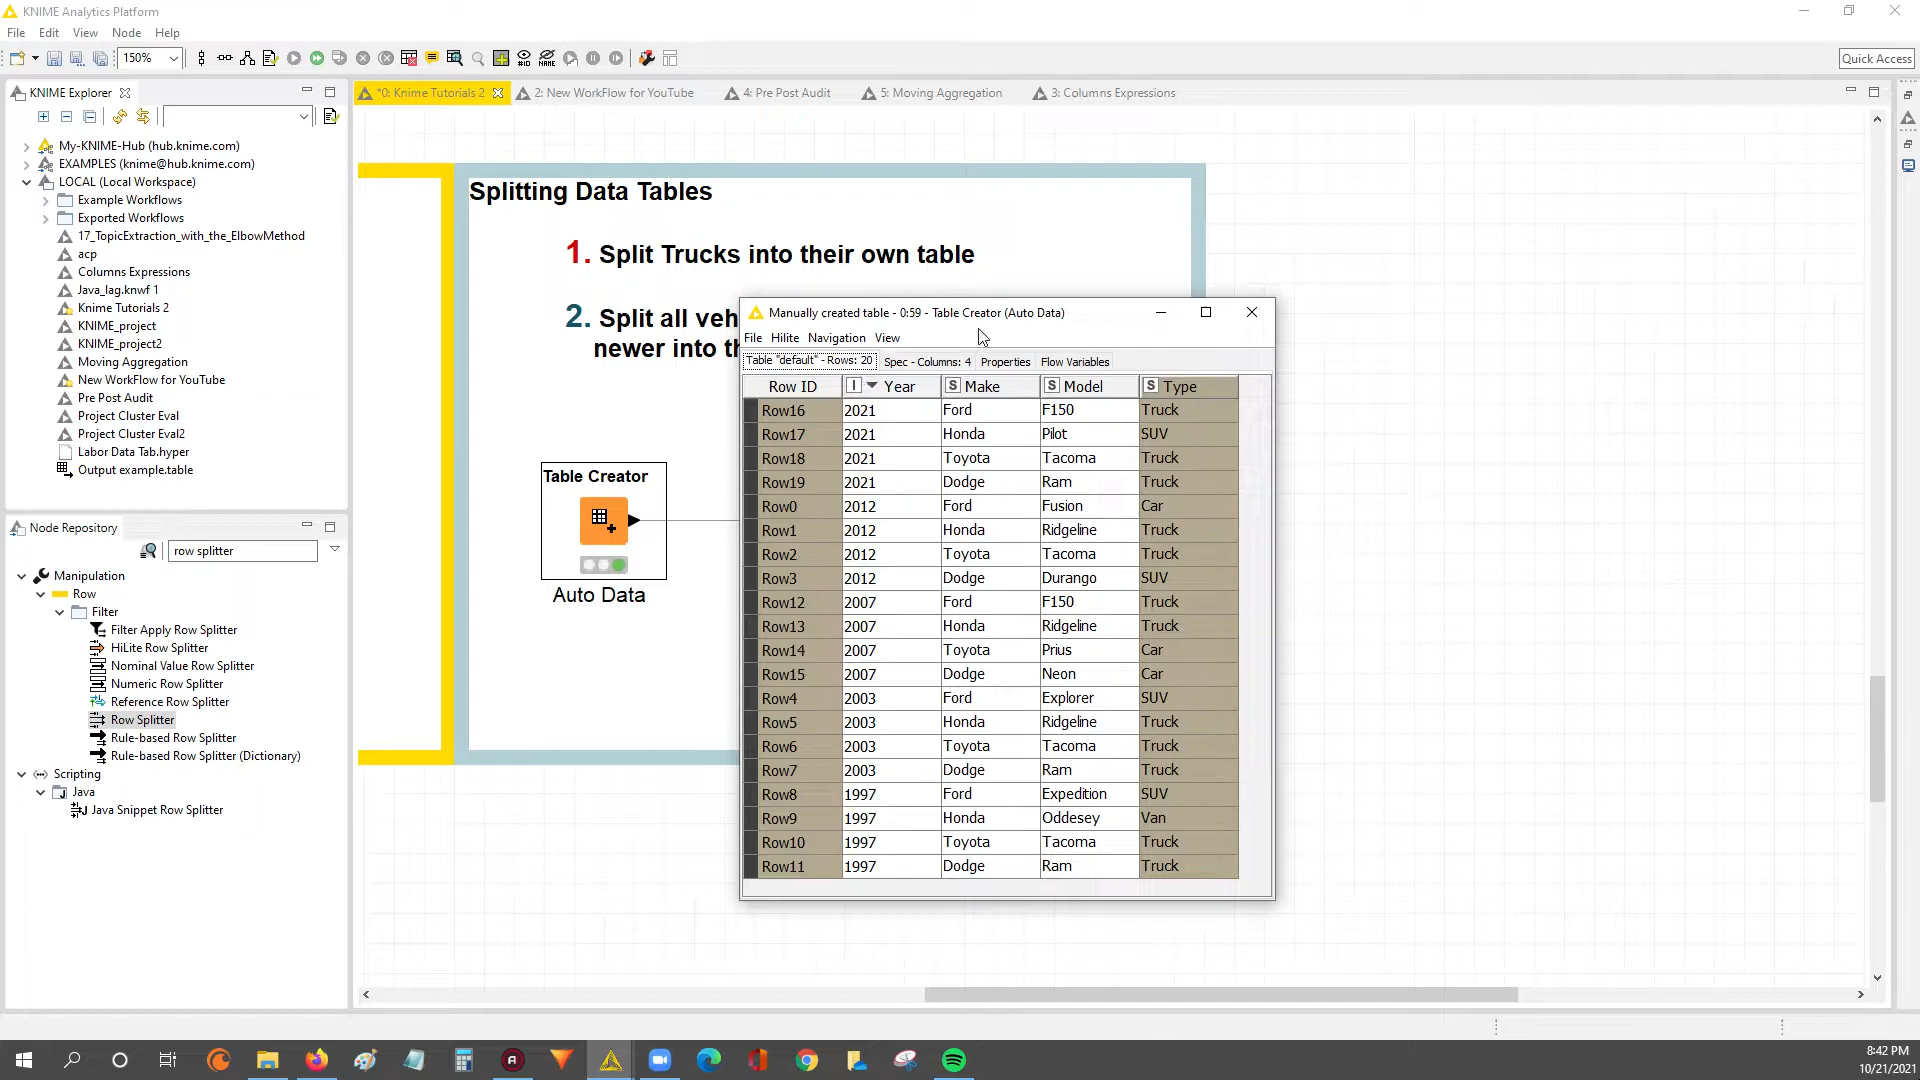 KNIME Analytics Platform
File Edit View Node Help
150%
Quick Access
KNIME Explorer
*0: Knime Tutorials 2
2: New WorkFlow for YouTube
4: Pre Post Audit
5: Moving Aggregation
3: Columns Expressions
My-KNIME-Hub (hub.knime.com)
EXAMPLES (knime@hub.knime.com)
LOCAL (Local Workspace)
Example Workflows
Exported Workflows
17_TopicExtraction_with_the_ElbowMethod
acp
Columns Expressions
Java_lag.knwf 1
Knime Tutorials 2
KNIME_project
KNIME_project2
Moving Aggregation
New WorkFlow for YouTube
Pre Post Audit
Project Cluster Eval
Project Cluster Eval2
Labor Data Tab.hyper
Output example.table
Node Repository
row splitter
Manipulation
Row
Filter
Filter Apply Row Splitter
HiLite Row Splitter
Nominal Value Row Splitter
Numeric Row Splitter
Reference Row Splitter
Row Splitter
Rule-based Row Splitter
Rule-based Row Splitter (Dictionary)
Scripting
Java
Java Snippet Row Splitter
Splitting Data Tables
1. Split Trucks into their own table
2. Split all veh
newer into th
Table Creator
Auto Data
Manually created table - 0:59 - Table Creator (Auto Data)
File Hilite Navigation View
Table "default" - Rows: 20 Spec - Columns: 4 Properties Flow Variables
Row ID I Year S Make S Model S Type
Row16 2021 Ford F150 Truck
Row17 2021 Honda Pilot SUV
Row18 2021 Toyota Tacoma Truck
Row19 2021 Dodge Ram Truck
Row0 2012 Ford Fusion Car
Row1 2012 Honda Ridgeline Truck
Row2 2012 Toyota Tacoma Truck
Row3 2012 Dodge Durango SUV
Row12 2007 Ford F150 Truck
Row13 2007 Honda Ridgeline Truck
Row14 2007 Toyota Prius Car
Row15 2007 Dodge Neon Car
Row4 2003 Ford Explorer SUV
Row5 2003 Honda Ridgeline Truck
Row6 2003 Toyota Tacoma Truck
Row7 2003 Dodge Ram Truck
Row8 1997 Ford Expedition SUV
Row9 1997 Honda Oddesey Van
Row10 1997 Toyota Tacoma Truck
Row11 1997 Dodge Ram Truck
8:42 PM
10/21/2021